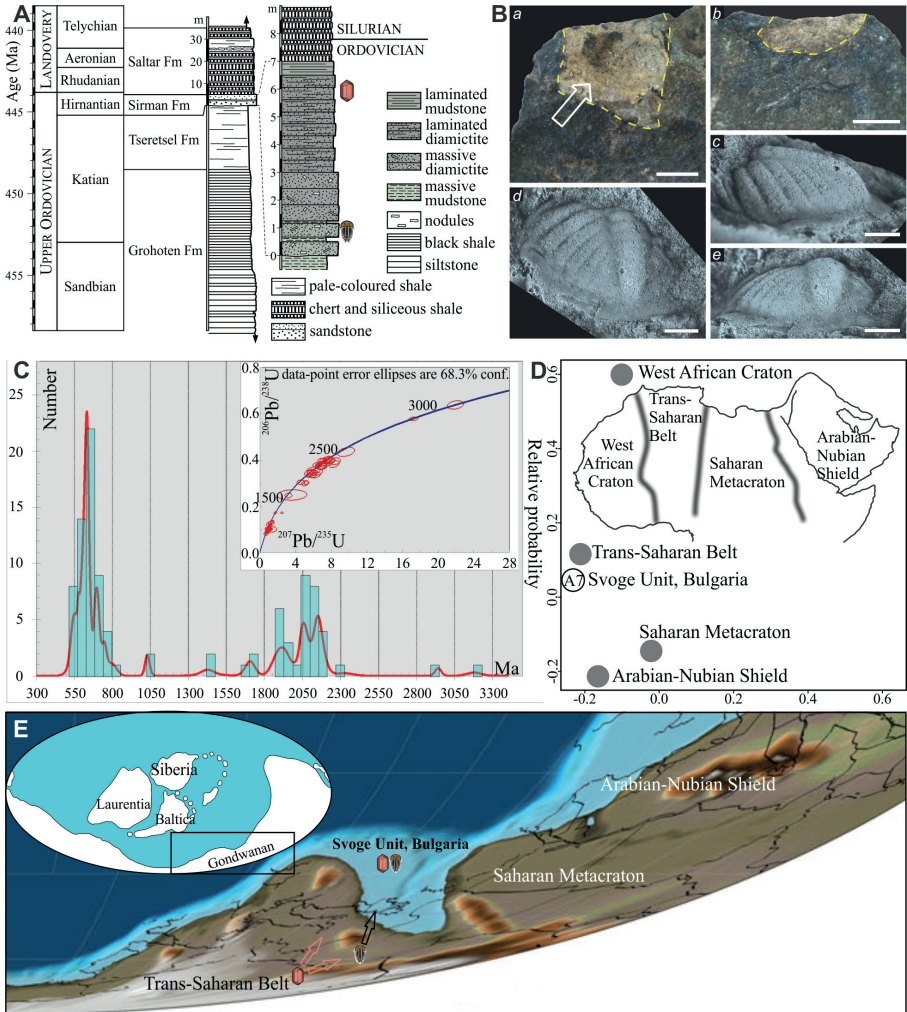 A
Age (Ma)
440
445
450
455
LANDOVERY
UPPER ORDOVICIAN
Telychian
Aeronian
Rhudanian
Hirnantian
Katian
Sandbian
Saltar Fm
Sirman Fm
Tseretsel Fm
Grohoten Fm
m
30
20
10
m
8
7
6
5
4
3
2
1
0
SILURIAN
ORDOVICIAN
laminated
mudstone
laminated
diamictite
massive
diamictite
massive
mudstone
nodules
black shale
siltstone
pale-coloured shale
chert and siliceous shale
sandstone
B
a
b
c
d
e
C
Number
25
20
15
10
5
0
300
550
800
1050
1300
1550
1800
2050
2300
2550
2800
3050
3300
Ma
data-point error ellipses are 68.3% conf.
206Pb/238U
0.8
0.6
0.4
0.2
0.0
3000
2500
1500
207Pb/235U
0
4
8
12
16
20
24
28
D
Relative probability
0.6
0.4
0.2
0.0
-0.2
-0.2
0.0
0.2
0.4
0.6
West African Craton
Trans-
Saharan
Belt
West
African
Craton
Saharan
Metacraton
Arabian-
Nubian
Shield
Trans-Saharan Belt
A7
Svoge Unit, Bulgaria
Saharan Metacraton
Arabian-Nubian Shield
E
Siberia
Laurentia
Baltica
Gondwanan
Svoge Unit, Bulgaria
Arabian-Nubian Shield
Saharan Metacraton
Trans-Saharan Belt